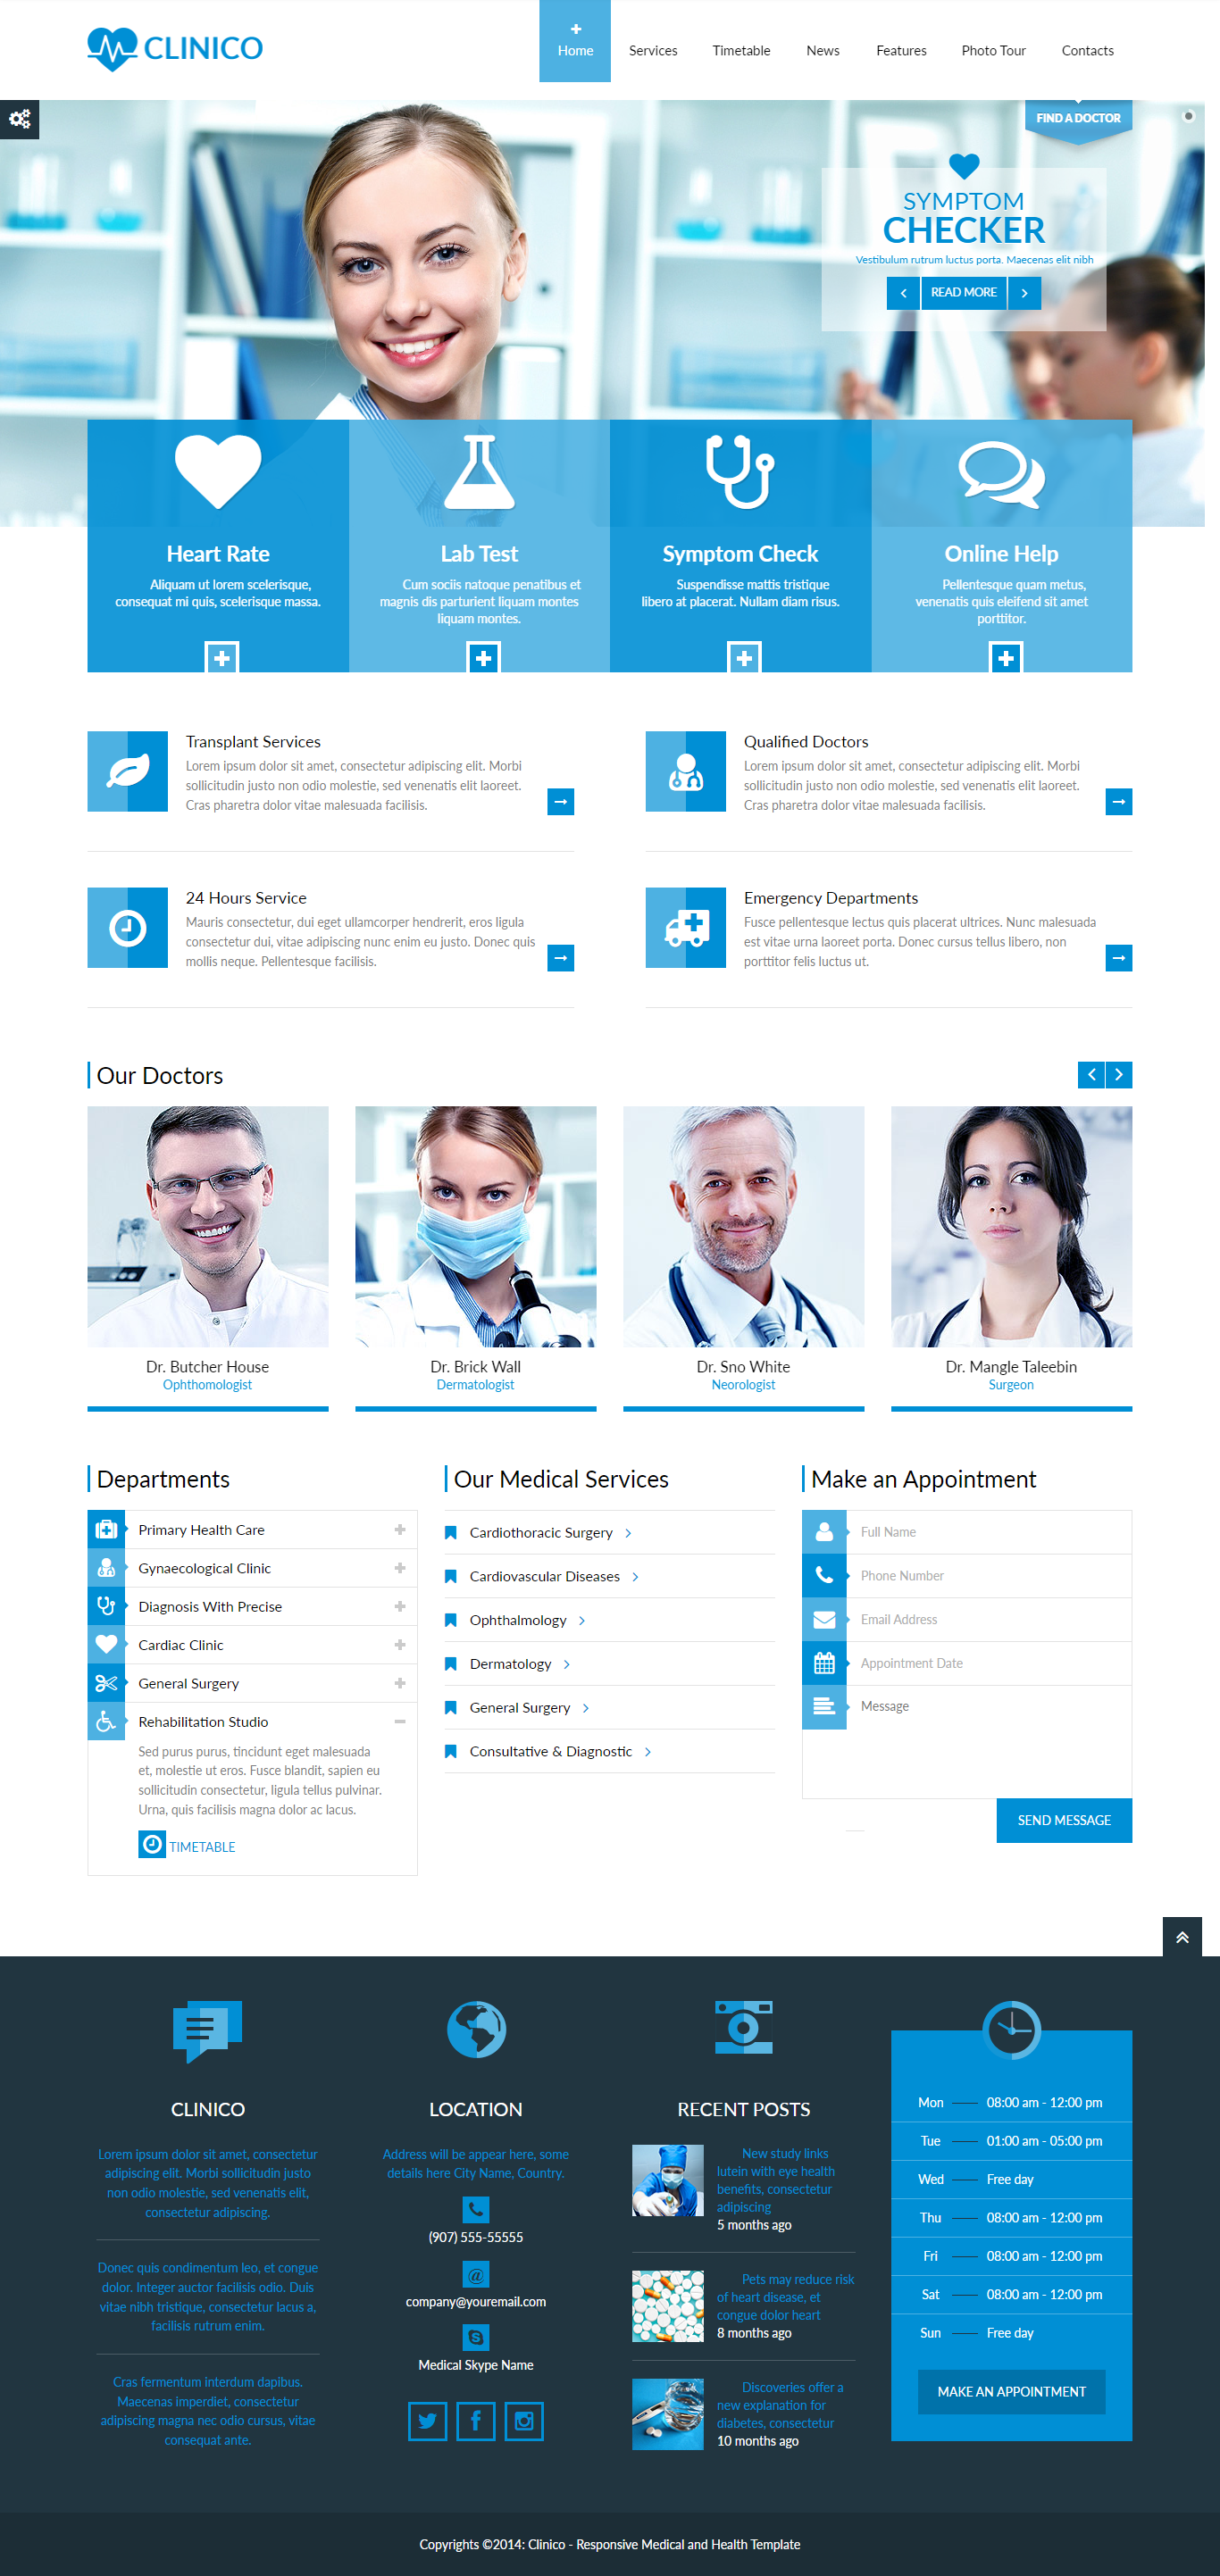 CLINICO
Home
Services
Timetable
News
Features
Photo Tour
Contacts
FIND A DOCTOR
SYMPTOM
CHECKER
Vestibulum rutrum luctus porta. Maecenas elit nibh
READ MORE
Heart Rate
Aliquam ut lorem scelerisque,
consequat mi quis, scelerisque massa.
Lab Test
Cum sociis natoque penatibus et
magnis dis parturient liquam montes
liquam montes.
Symptom Check
Suspendisse mattis tristique
libero at placerat. Nullam diam risus.
Online Help
Pellentesque quam metus,
venenatis quis eleifend sit amet
porttitor.
Transplant Services
Lorem ipsum dolor sit amet, consectetur adipiscing elit. Morbi
sollicitudin justo non odio molestie, sed venenatis elit laoreet.
Cras pharetra dolor vitae malesuada facilisis.
Qualified Doctors
Lorem ipsum dolor sit amet, consectetur adipiscing elit. Morbi
sollicitudin justo non odio molestie, sed venenatis elit laoreet.
Cras pharetra dolor vitae malesuada facilisis.
24 Hours Service
Mauris consectetur, dui eget ullamcorper hendrerit, eros ligula
consectetur dui, vitae adipiscing nunc enim eu justo. Donec quis
mollis neque. Pellentesque facilisis.
Emergency Departments
Fusce pellentesque lectus quis placerat ultrices. Nunc malesuada
est vitae urna laoreet porta. Donec cursus tellus libero, non
porttitor felis luctus ut.
Our Doctors
Dr. Butcher House
Ophthomologist
Dr. Brick Wall
Dermatologist
Dr. Sno White
Neorologist
Dr. Mangle Taleebin
Surgeon
Departments
Primary Health Care
Gynaecological Clinic
Diagnosis With Precise
Cardiac Clinic
General Surgery
Rehabilitation Studio
Sed purus purus, tincidunt eget malesuada
et, molestie ut eros. Fusce blandit, sapien eu
sollicitudin consectetur, ligula tellus pulvinar.
Urna, quis facilisis magna dolor ac lacus.
TIMETABLE
Our Medical Services
Cardiothoracic Surgery
Cardiovascular Diseases
Ophthalmology
Dermatology
General Surgery
Consultative & Diagnostic
Make an Appointment
Full Name
Phone Number
Email Address
Appointment Date
Message
SEND MESSAGE
CLINICO
Lorem ipsum dolor sit amet, consectetur
adipiscing elit. Morbi sollicitudin justo
non odio molestie, sed venenatis elit,
consectetur adipiscing.
Donec quis condimentum leo, et congue
dolor. Integer auctor facilisis odio. Duis
vitae nibh tristique, consectetur lacus a,
facilisis rutrum enim.
Cras fermentum interdum dapibus.
Maecenas imperdiet, consectetur
adipiscing magna nec odio cursus, vitae
consequat ante.
LOCATION
Address will be appear here, some
details here City Name, Country.
(907) 555-55555
@
company@youremail.com
Medical Skype Name
RECENT POSTS
New study links
lutein with eye health
benefits, consectetur
adipiscing
5 months ago
Pets may reduce risk
of heart disease, et
congue dolor heart
8 months ago
Discoveries offer a
new explanation for
diabetes, consectetur
10 months ago
Mon 08:00 am - 12:00 pm
Tue 01:00 am - 05:00 pm
Wed Free day
Thu 08:00 am - 12:00 pm
Fri 08:00 am - 12:00 pm
Sat 08:00 am - 12:00 pm
Sun Free day
MAKE AN APPOINTMENT
Copyrights ©2014: Clinico - Responsive Medical and Health Template